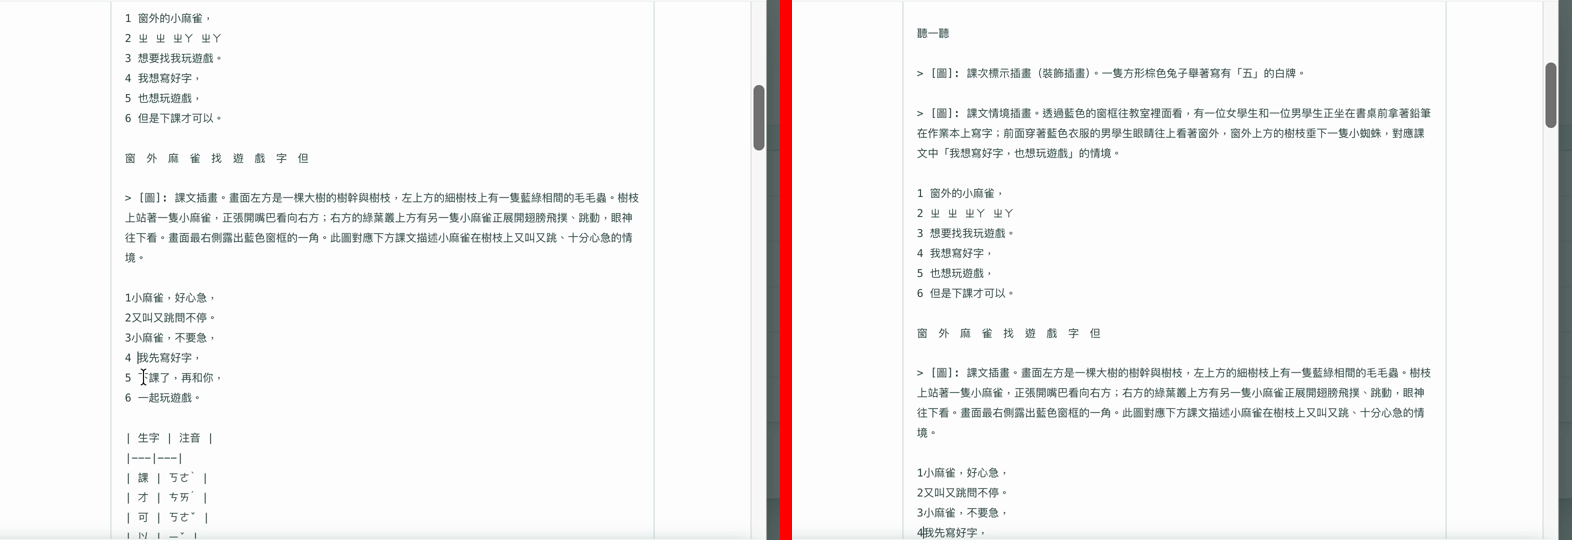 1 窗外的小麻雀，
2 ㄓ ㄓ ㄓㄚ ㄓㄚ
3 想要找我玩遊戲。
4 我想寫好字，
5 也想玩遊戲，
6 但是下課才可以。
窗 外 麻 雀 找 遊 戲 字 但
> [圖]: 課文插畫。畫面左方是一棵大樹的樹幹與樹枝，左上方的細樹枝上有一隻藍綠相間的毛毛蟲。樹枝
上站著一隻小麻雀，正張開嘴巴看向右方；右方的綠葉叢上方有另一隻小麻雀正展開翅膀飛撲、跳動，眼神
往下看。畫面最右側露出藍色窗框的一角。此圖對應下方課文描述小麻雀在樹枝上又叫又跳、十分心急的情
境。
1小麻雀，好心急，
2又叫又跳問不停。
3小麻雀，不要急，
4 我先寫好字，
5 下課了，再和你，
6 一起玩遊戲。
| 生字 | 注音 |
|---|---|
| 課 | ㄎㄜˋ |
| 才 | ㄘㄞˊ |
| 可 | ㄎㄜˇ |
| 以 | ㄧˇ |
聽一聽
> [圖]: 課次標示插畫（裝飾插畫）。一隻方形棕色兔子舉著寫有「五」的白牌。
> [圖]: 課文情境插畫。透過藍色的窗框往教室裡面看，有一位女學生和一位男學生正坐在書桌前拿著鉛筆
在作業本上寫字；前面穿著藍色衣服的男學生眼睛往上看著窗外，窗外上方的樹枝垂下一隻小蜘蛛，對應課
文中「我想寫好字，也想玩遊戲」的情境。
1 窗外的小麻雀，
2 ㄓ ㄓ ㄓㄚ ㄓㄚ
3 想要找我玩遊戲。
4 我想寫好字，
5 也想玩遊戲，
6 但是下課才可以。
窗 外 麻 雀 找 遊 戲 字 但
> [圖]: 課文插畫。畫面左方是一棵大樹的樹幹與樹枝，左上方的細樹枝上有一隻藍綠相間的毛毛蟲。樹枝
上站著一隻小麻雀，正張開嘴巴看向右方；右方的綠葉叢上方有另一隻小麻雀正展開翅膀飛撲、跳動，眼神
往下看。畫面最右側露出藍色窗框的一角。此圖對應下方課文描述小麻雀在樹枝上又叫又跳、十分心急的情
境。
1小麻雀，好心急，
2又叫又跳問不停。
3小麻雀，不要急，
4我先寫好字，